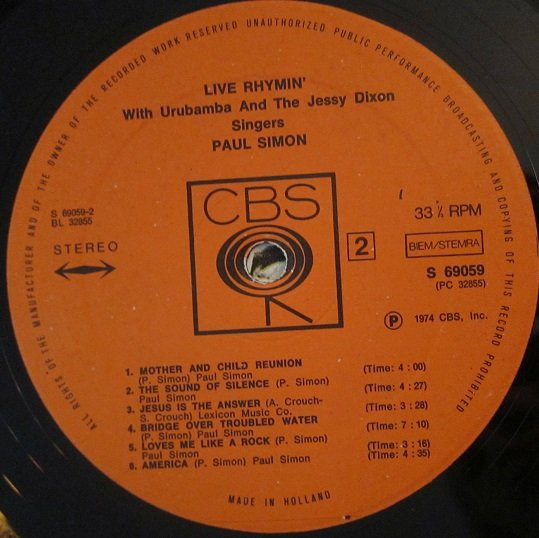 ALL RIGHTS OF THE MANUFACTURER AND OF THE OWNER OF THE RECORDED WORK RESERVED UNAUTHORIZED PUBLIC PERFORMANCE BROADCASTING AND COPYING OF THIS RECORD PROHIBITED
LIVE RHYMIN'
With Urubamba And The Jessy Dixon
Singers
PAUL SIMON
CBS
S 69059-2
BL 32855
STEREO
33⅓ RPM
2
BIEM/STEMRA
S 69059
(PC 32855)
℗ 1974 CBS, Inc.
1. MOTHER AND CHILD REUNION
(P. Simon) Paul Simon (Time: 4:00)
2. THE SOUND OF SILENCE (P. Simon)
Paul Simon (Time: 4:27)
3. JESUS IS THE ANSWER (A. Crouch-
S. Crouch) Lexicon Music Co. (Time: 3:28)
4. BRIDGE OVER TROUBLED WATER
(P. Simon) Paul Simon (Time: 7:10)
5. LOVES ME LIKE A ROCK (P. Simon)
Paul Simon (Time: 3:16)
6. AMERICA (P. Simon) Paul Simon (Time: 4:35)
MADE IN HOLLAND